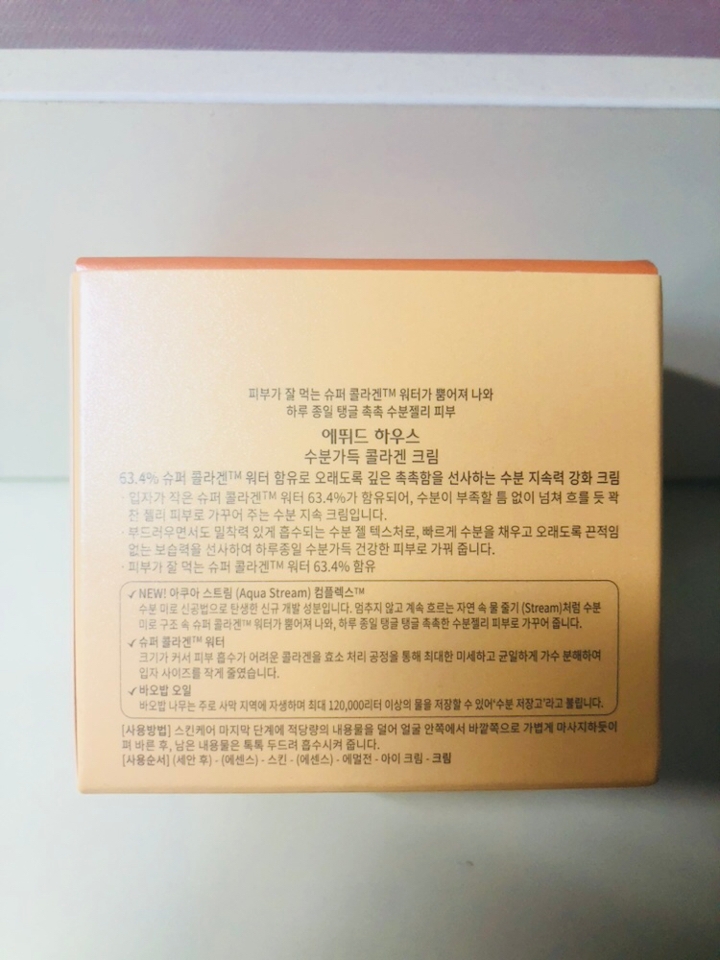 피부가 잘 먹는 슈퍼 콜라겐™ 워터가 뿜어져 나와
하루 종일 탱글 촉촉 수분젤리 피부
에뛰드 하우스
수분가득 콜라겐 크림
63.4% 슈퍼 콜라겐™ 워터 함유로 오래도록 깊은 촉촉함을 선사하는 수분 지속력 강화 크림
· 입자가 작은 슈퍼 콜라겐™ 워터 63.4%가 함유되어, 수분이 부족할 틈 없이 넘쳐 흐를 듯 꽉
찬 젤리 피부로 가꾸어 주는 수분 지속 크림입니다.
부드러우면서도 밀착력 있게 흡수되는 수분 젤 텍스처로, 빠르게 수분을 채우고 오래도록 끈적임
없는 보습력을 선사하여 하루종일 수분가득 건강한 피부로 가꿔 줍니다.
· 피부가 잘 먹는 슈퍼 콜라겐™ 워터 63.4% 함유
✓ NEW! 아쿠아 스트림 (Aqua Stream) 컴플렉스™
수분 미로 신공법으로 탄생한 신규 개발 성분입니다. 멈추지 않고 계속 흐르는 자연 속 물 줄기 (Stream)처럼 수분
미로 구조 속 슈퍼 콜라겐™ 워터가 뿜어져 나와, 하루 종일 탱글 탱글 촉촉한 수분젤리 피부로 가꾸어 줍니다.
✓ 슈퍼 콜라겐™ 워터
크기가 커서 피부 흡수가 어려운 콜라겐을 효소 처리 공정을 통해 최대한 미세하고 균일하게 가수 분해하여
입자 사이즈를 작게 줄였습니다.
✓ 바오밥 오일
바오밥 나무는 주로 사막 지역에 자생하며 최대 120,000리터 이상의 물을 저장할 수 있어'수분 저장고'라고 불립니다.
[사용방법] 스킨케어 마지막 단계에 적당량의 내용물을 덜어 얼굴 안쪽에서 바깥쪽으로 가볍게 마사지하듯이
펴 바른 후, 남은 내용물은 톡톡 두드려 흡수시켜 줍니다.
[사용순서] (세안 후) - (에센스) - 스킨 - (에센스) - 에멀전 - 아이 크림 - 크림